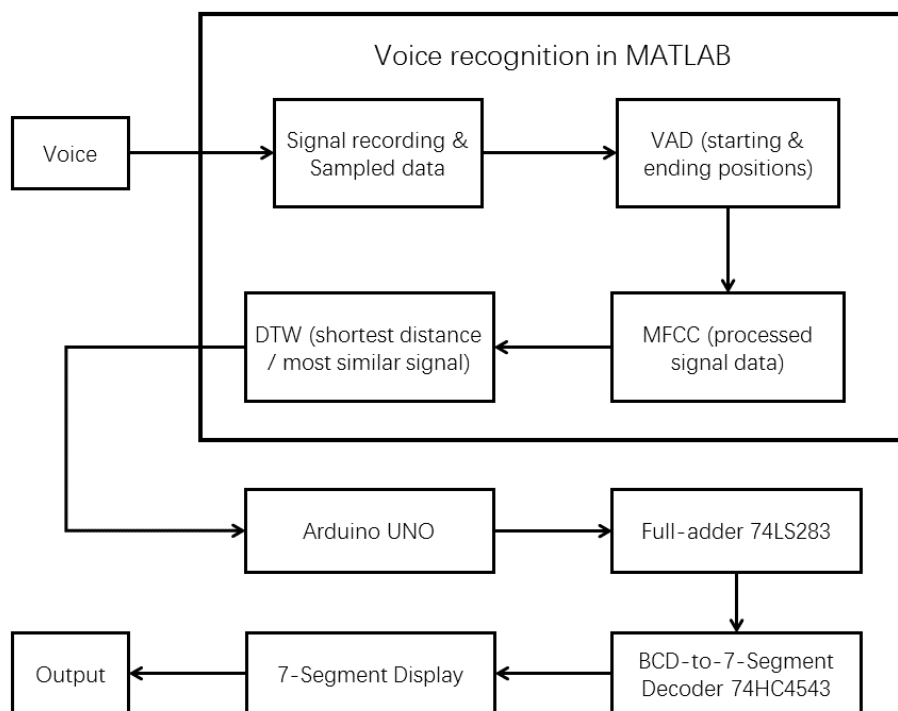 Voice recognition in MATLAB
Voice
Signal recording &
Sampled data
VAD (starting &
ending positions)
DTW (shortest distance
/ most similar signal)
MFCC (processed
signal data)
Arduino UNO
Full-adder 74LS283
Output
7-Segment Display
BCD-to-7-Segment
Decoder 74HC4543